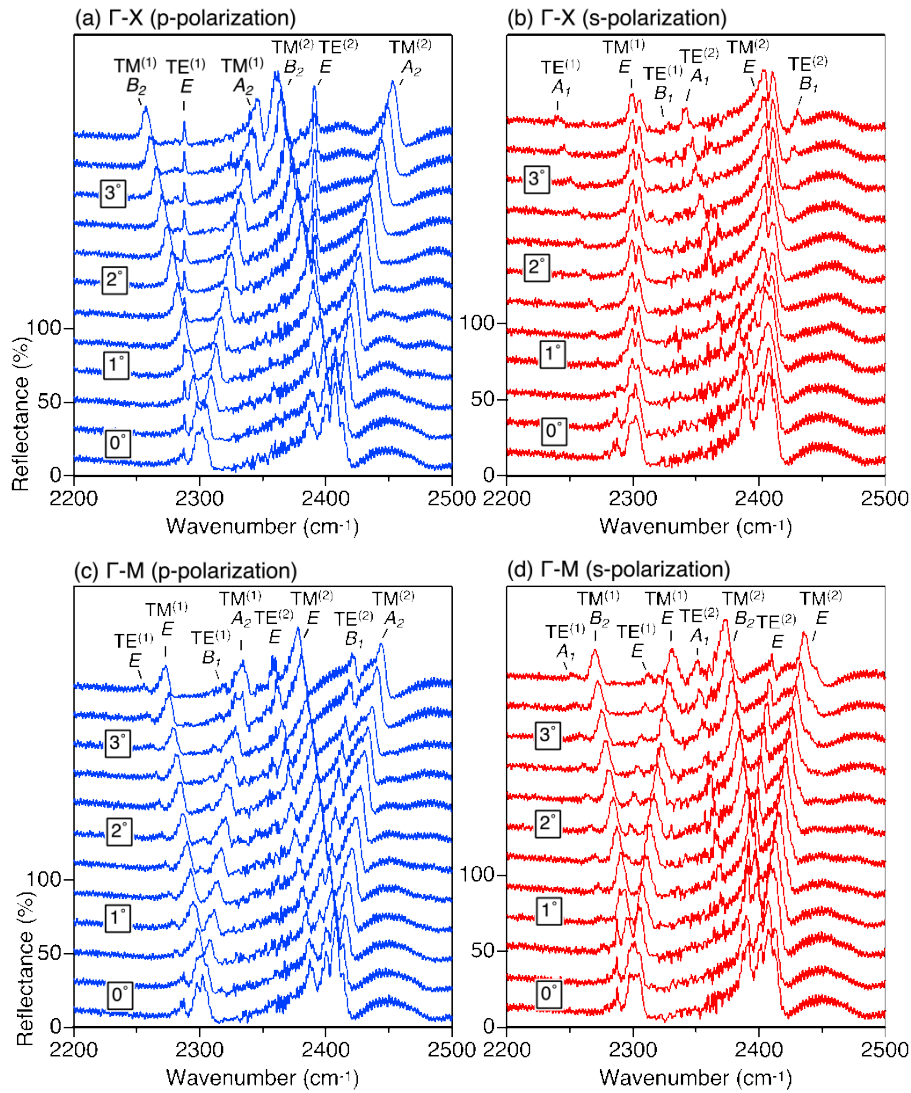 (a) Γ-X (p-polarization)
TM(1) B2
TE(1) E
TM(1) A2
TM(2) B2
TE(2) E
TM(2) A2
3°
2°
1°
0°
100
50
0
Reflectance (%)
2200 2300 2400 2500
Wavenumber (cm-1)
(b) Γ-X (s-polarization)
TE(1) A1
TM(1) E
TE(1) B1
TE(2) A1
TM(2) E
TE(2) B1
3°
2°
1°
0°
100
50
0
2200 2300 2400 2500
Wavenumber (cm-1)
(c) Γ-M (p-polarization)
TE(1) E
TM(1) E
TE(1) B1
TM(1) A2
TE(2) E
TM(2) E
TE(2) B1
TM(2) A2
3°
2°
1°
0°
100
50
0
Reflectance (%)
2200 2300 2400 2500
Wavenumber (cm-1)
(d) Γ-M (s-polarization)
TE(1) A1
TM(1) B2
TE(1) E
TM(1) E
TE(2) A1
TM(2) B2
TE(2) E
TM(2) E
3°
2°
1°
0°
100
50
0
2200 2300 2400 2500
Wavenumber (cm-1)